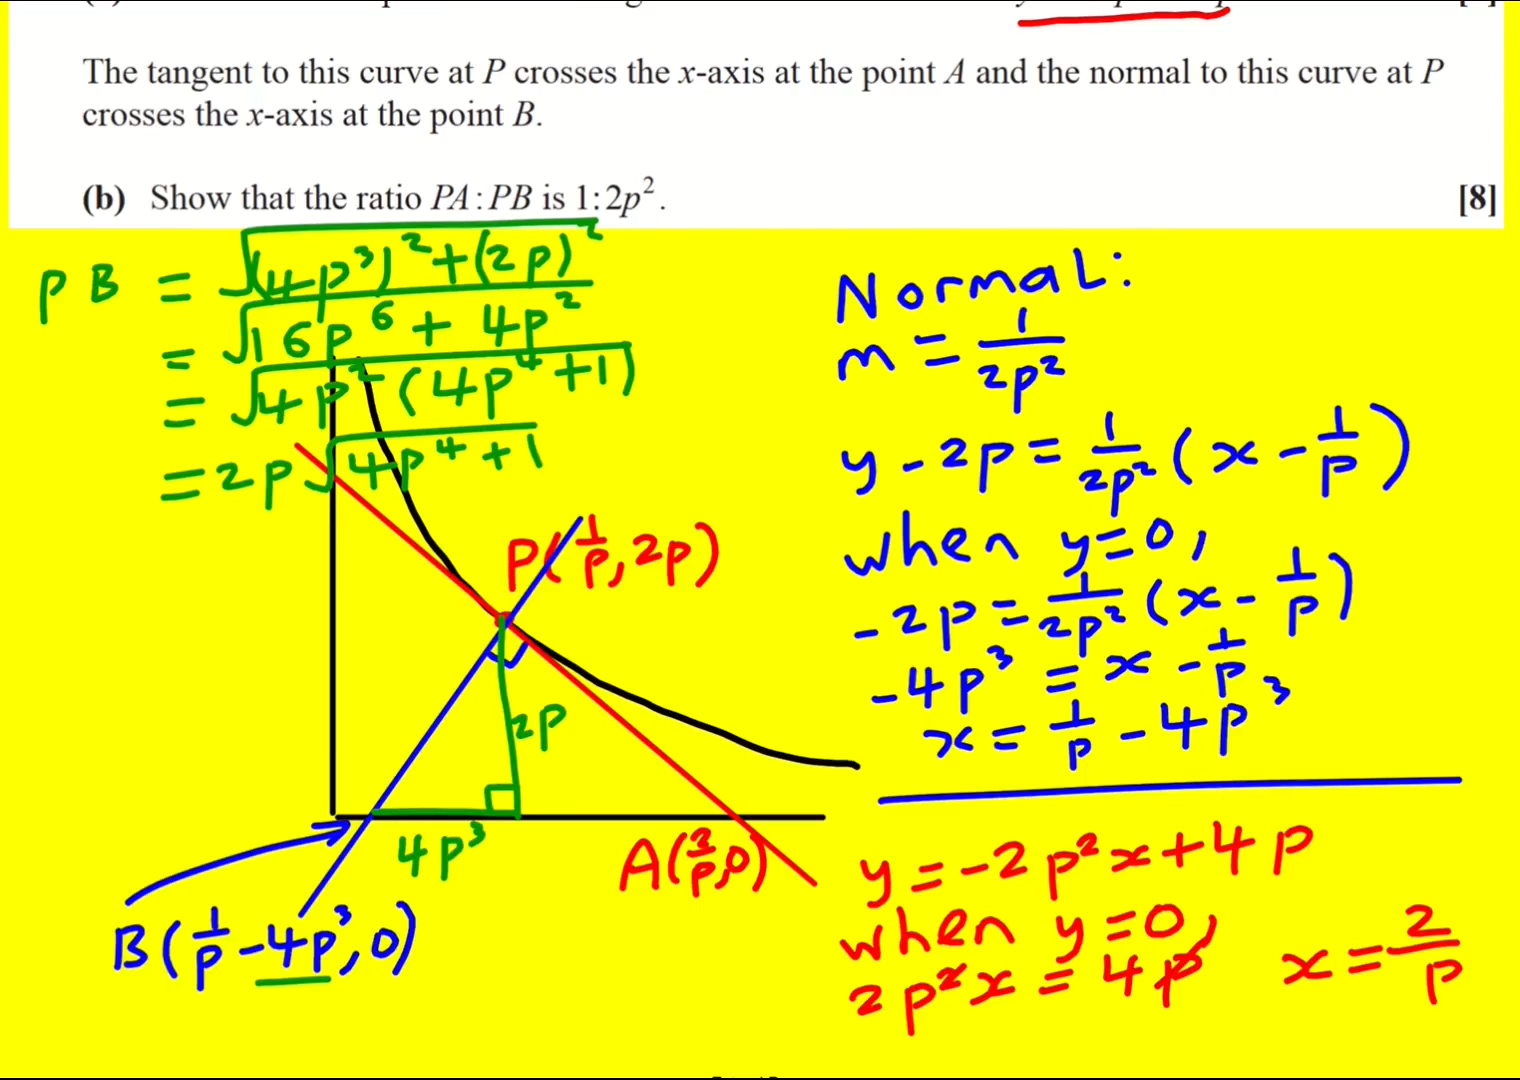 The tangent to this curve at P crosses the x-axis at the point A and the normal to this curve at P
crosses the x-axis at the point B.
(b) Show that the ratio PA : PB is 1 : 2p².
[8]
PB = √((4p³)² + (2p)²)
= √(16p⁶ + 4p²)
= √(4p²(4p⁴ + 1))
= 2p√(4p⁴ + 1)
P(1/p, 2p)
2p
4p³
A(2/p, 0)
B(1/p - 4p³, 0)
Normal:
m = 1/2p²
y - 2p = 1/2p² (x - 1/p)
when y=0,
-2p = 1/2p² (x - 1/p)
-4p³ = x - 1/p
x = 1/p - 4p³
y = -2p²x + 4p
when y=0,
2p²x = 4p
x = 2/p